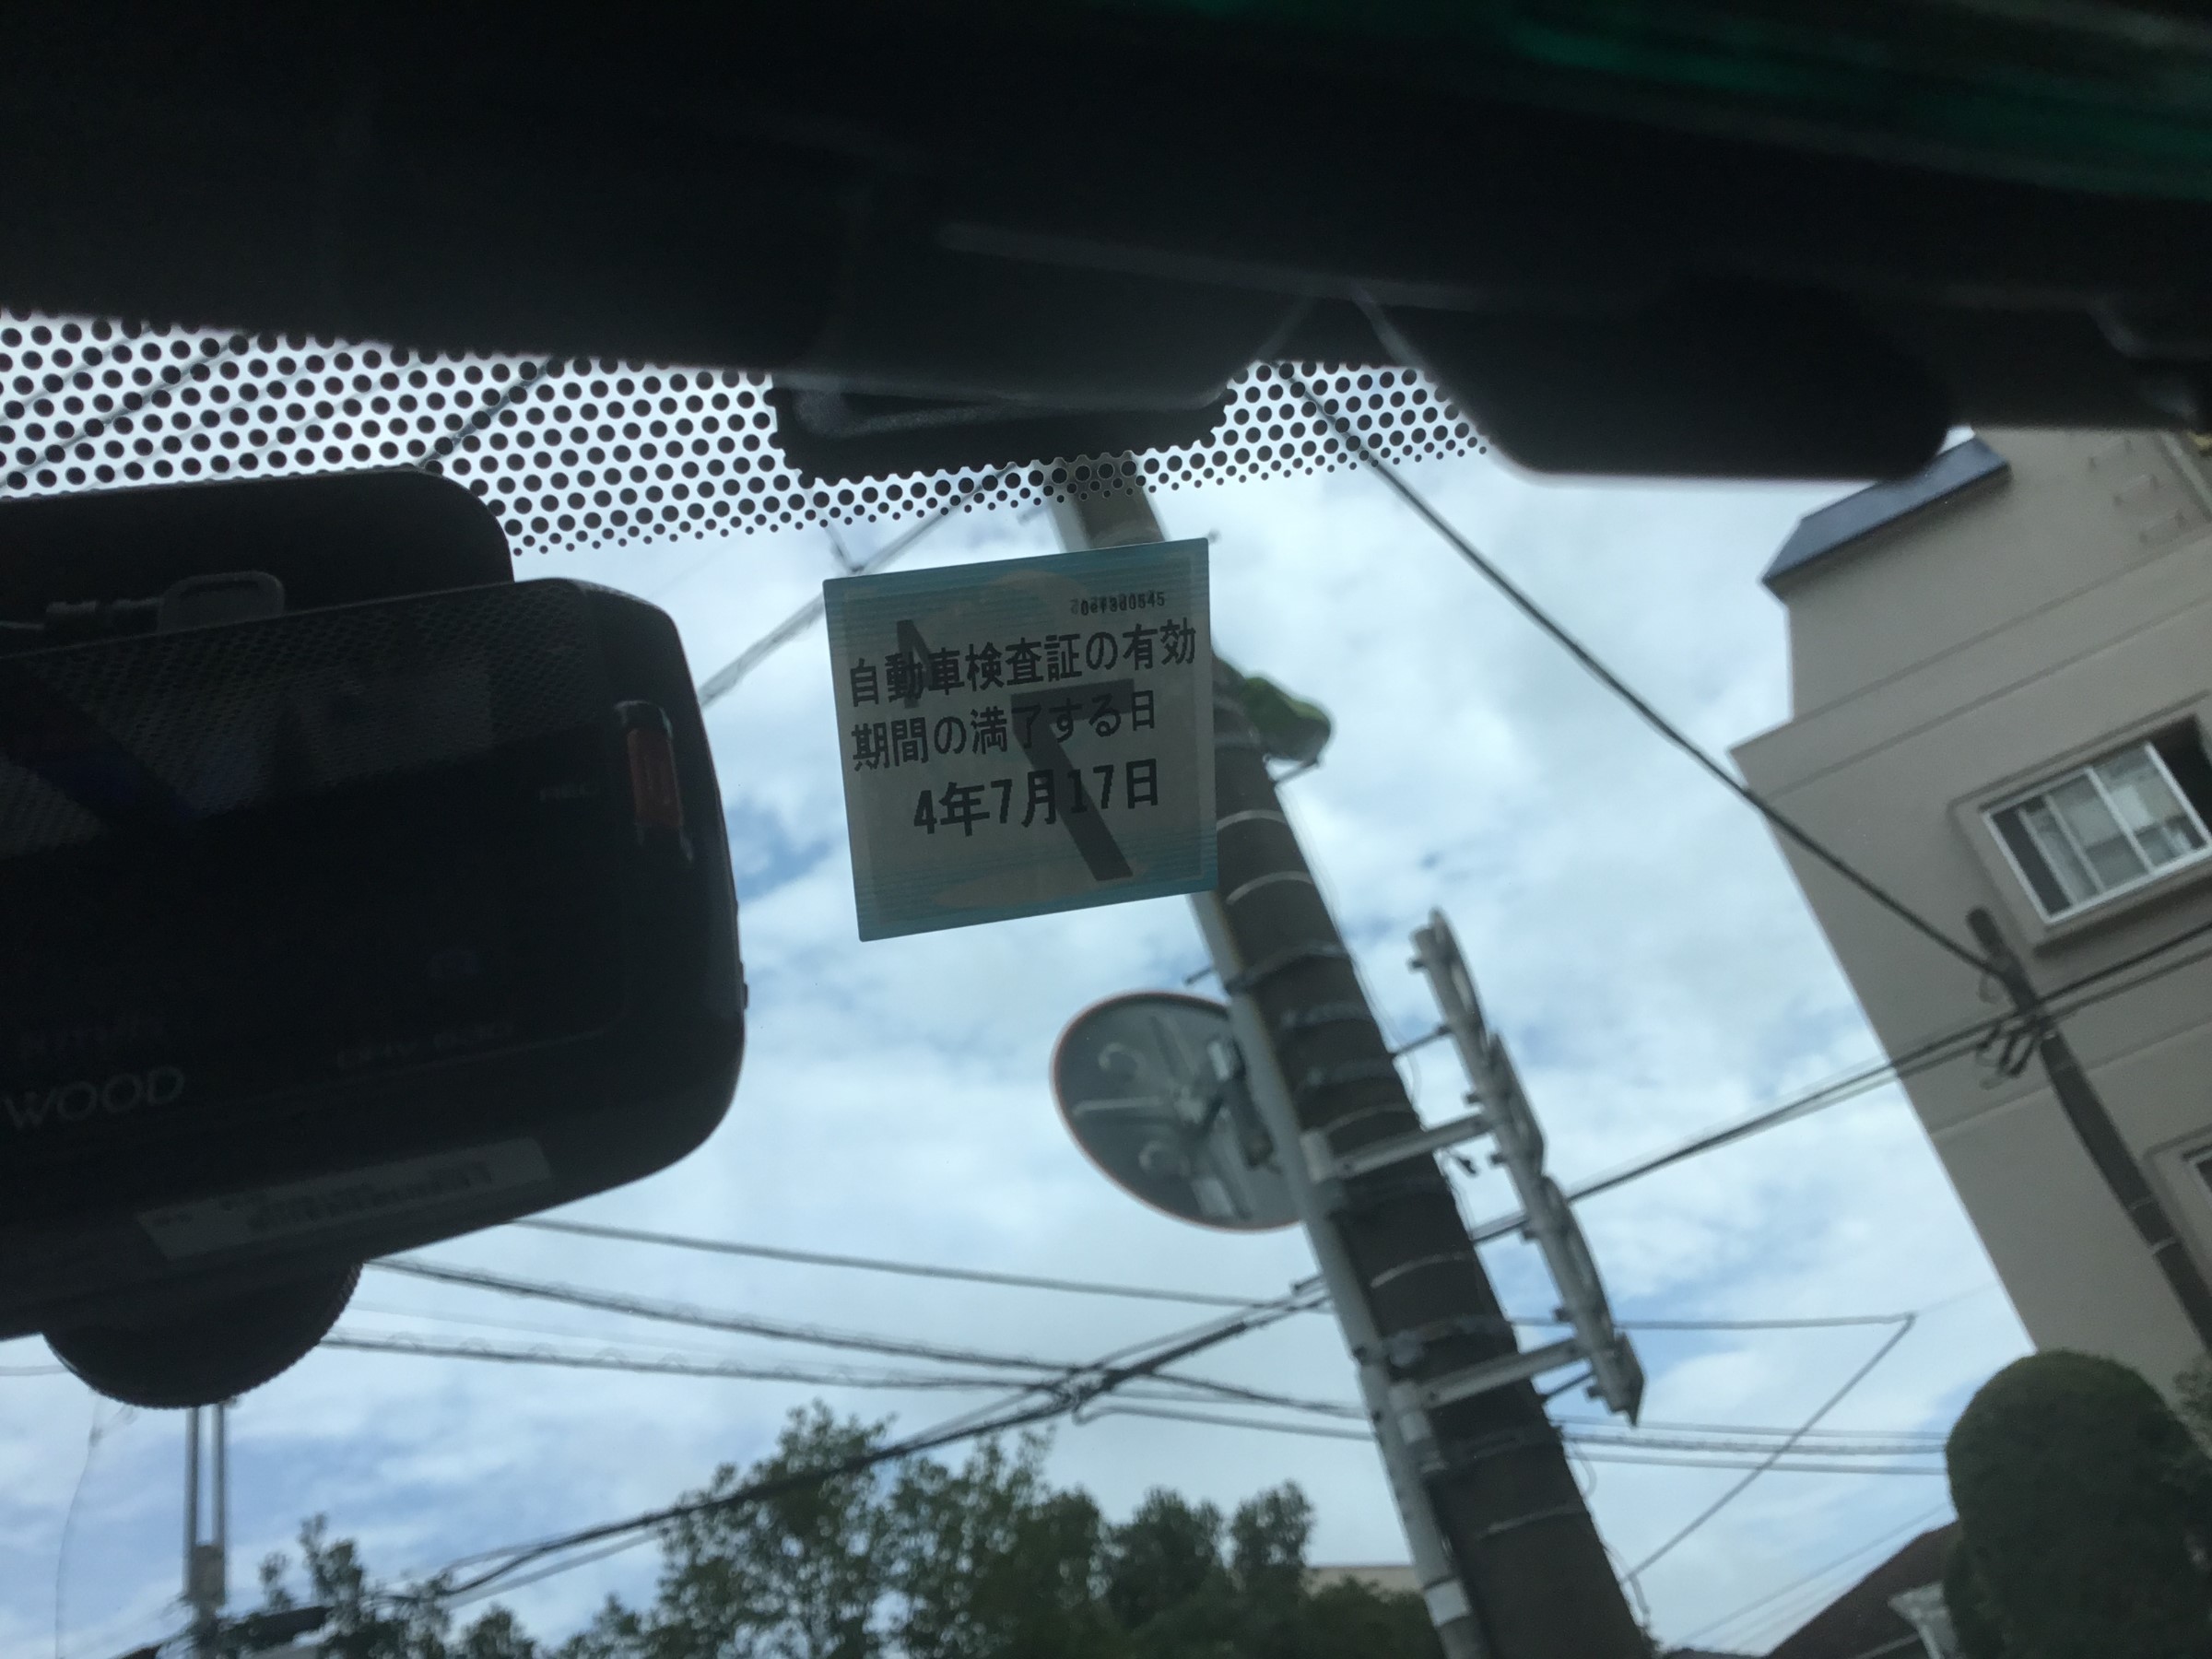 自動車検査証の有効
期間の満了する日
4年7月17日
WOOD
REC